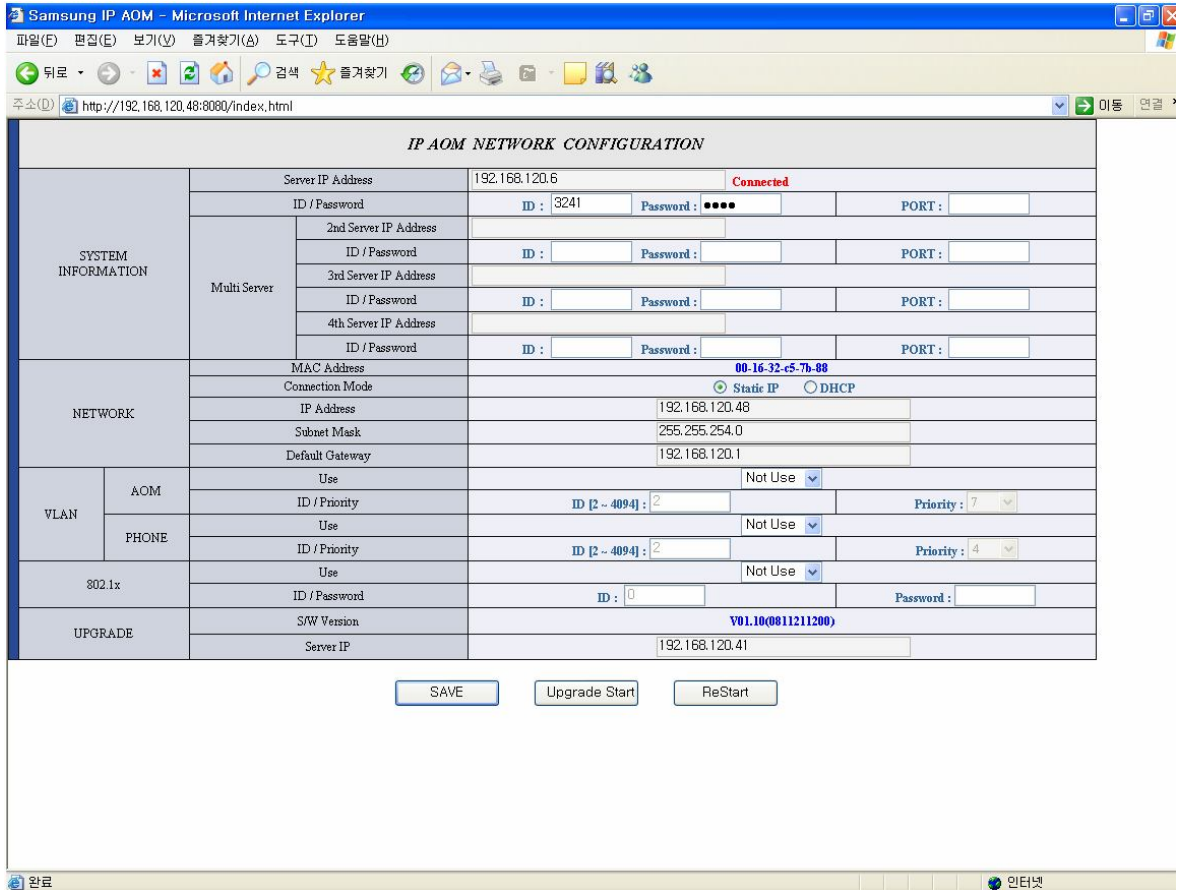 Samsung IP AOM - Microsoft Internet Explorer
파일(F) 편집(E) 보기(V) 즐겨찾기(A) 도구(T) 도움말(H)
뒤로 검색 즐겨찾기
주소(D) http://192.168.120.48:8080/index.html 이동 연결
IP AOM NETWORK CONFIGURATION
SYSTEM INFORMATION
Server IP Address 192.168.120.6 Connected
ID / Password ID : 3241 Password : ●●●● PORT :
Multi Server
2nd Server IP Address
ID / Password ID : Password : PORT :
3rd Server IP Address
ID / Password ID : Password : PORT :
4th Server IP Address
ID / Password ID : Password : PORT :
NETWORK
MAC Address 00-16-32-c5-7b-88
Connection Mode Static IP DHCP
IP Address 192.168.120.48
Subnet Mask 255.255.254.0
Default Gateway 192.168.120.1
VLAN
AOM
Use Not Use
ID / Priority ID [2 ~ 4094] : 2 Priority : 7
PHONE
Use Not Use
ID / Priority ID [2 ~ 4094] : 2 Priority : 4
802.1x
Use Not Use
ID / Password ID : 0 Password :
UPGRADE
S/W Version V01.10(0811211200)
Server IP 192.168.120.41
SAVE Upgrade Start ReStart
완료 인터넷